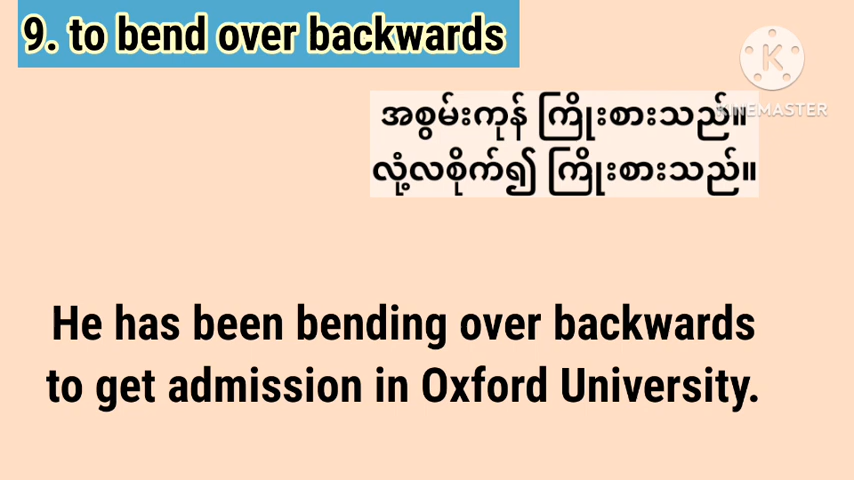 9. to bend over backwards
KINEMASTER
အစွမ်းကုန် ကြိုးစားသည်။
လုံ့လစိုက်၍ ကြိုးစားသည်။
He has been bending over backwards
to get admission in Oxford University.